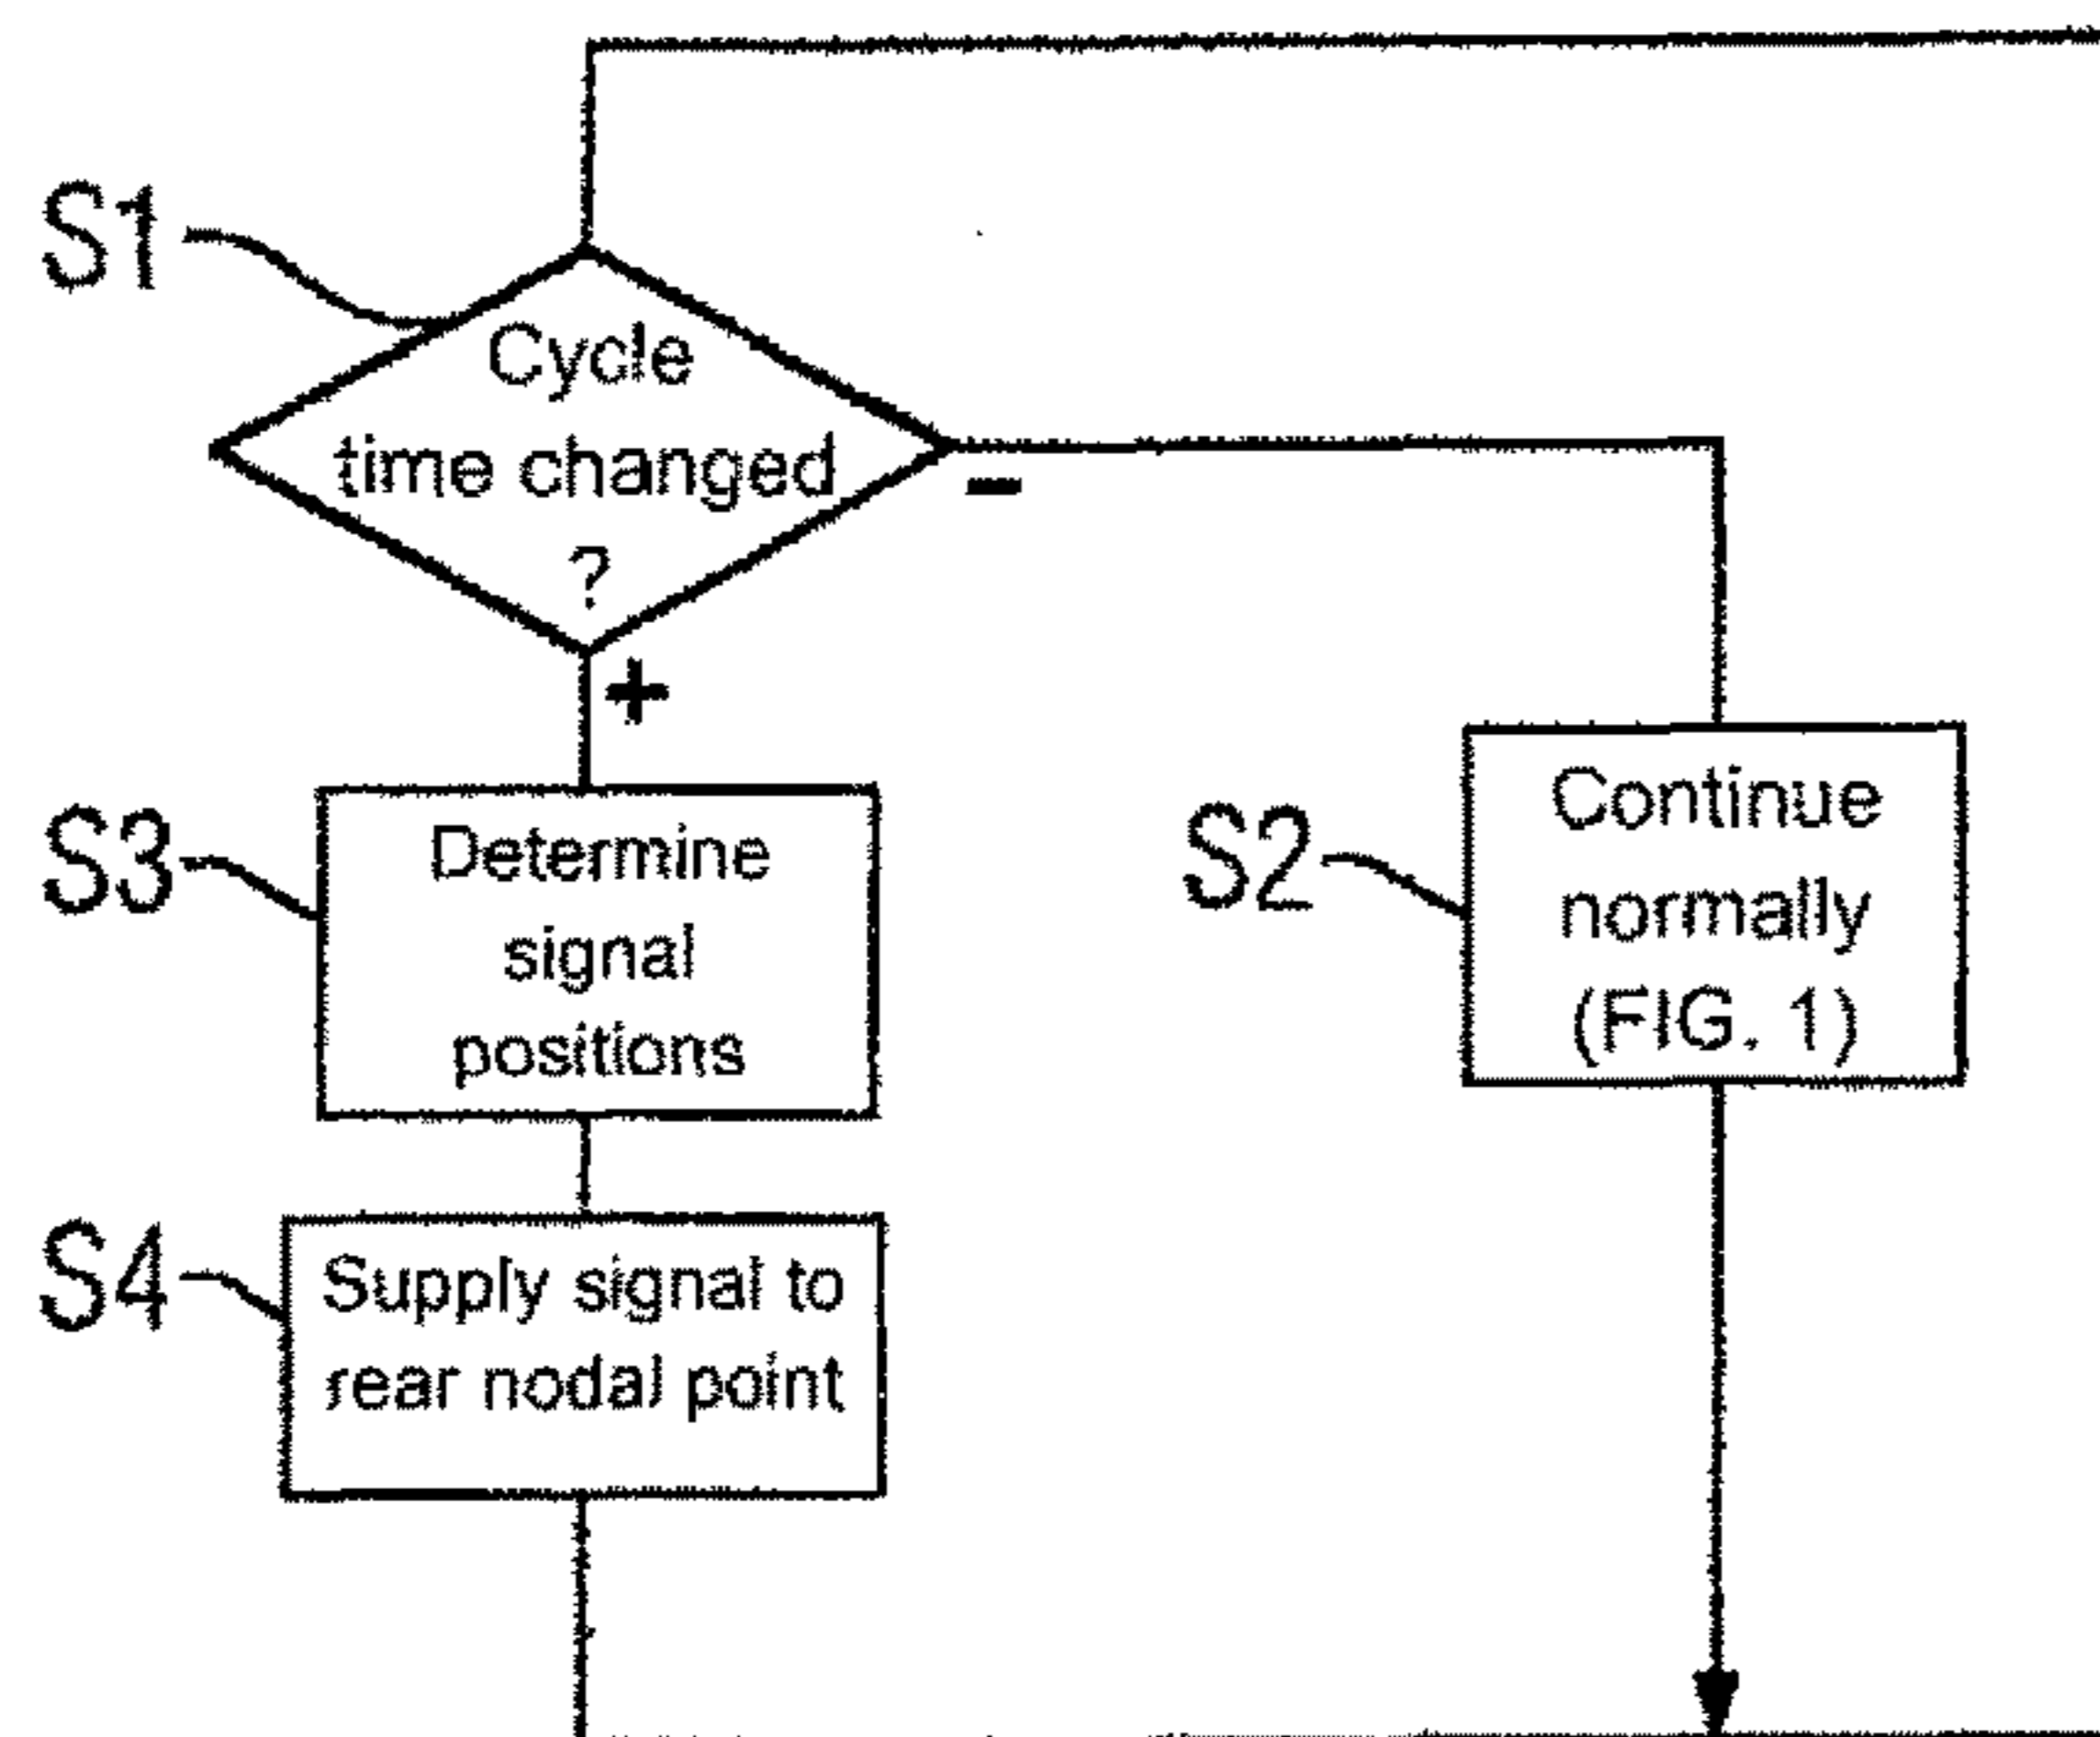 S1
Cycle
time changed
?
−
+
S3
Determine
signal
positions
S2
Continue
normally
(FIG. 1)
S4
Supply signal to
rear nodal point